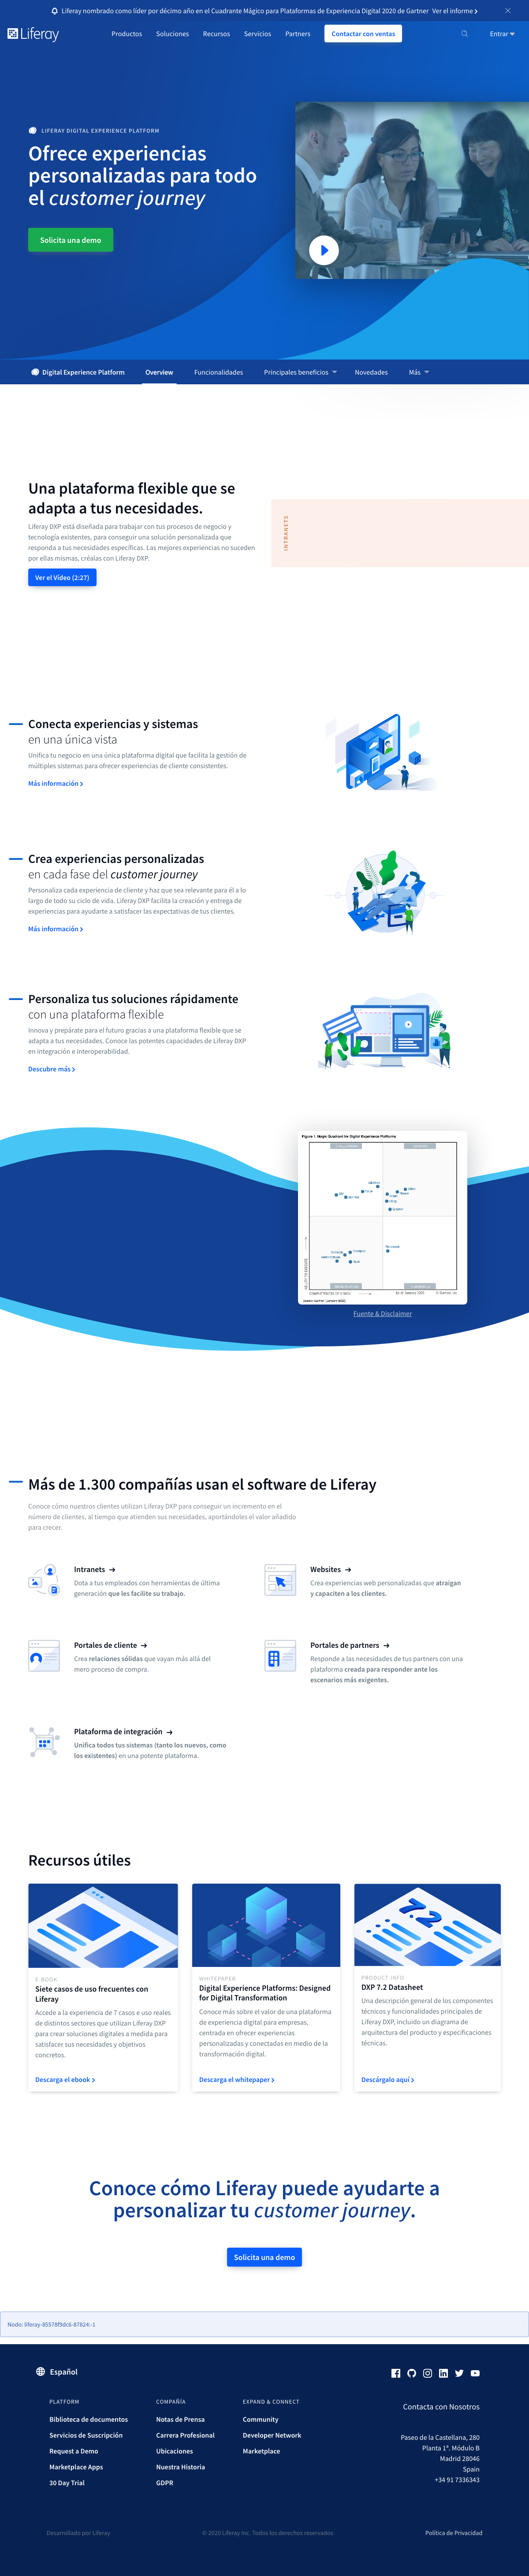 Liferay nombrado como líder por décimo año en el Cuadrante Mágico para Plataformas de Experiencia Digital 2020 de Gartner Ver el informe
Liferay
Productos Soluciones Recursos Servicios Partners Contactar con ventas Entrar
LIFERAY DIGITAL EXPERIENCE PLATFORM
Ofrece experiencias
personalizadas para todo
el customer journey
Solicita una demo
Digital Experience Platform Overview Funcionalidades Principales beneficios Novedades Más
Una plataforma flexible que se
adapta a tus necesidades.
Liferay DXP está diseñada para trabajar con tus procesos de negocio y
tecnología existentes, para conseguir una solución personalizada que
responda a tus necesidades específicas. Las mejores experiencias no suceden
por ellas mismas, créalas con Liferay DXP.
Ver el Vídeo (2:27)
INTRANETS
Conecta experiencias y sistemas
en una única vista
Unifica tu negocio en una única plataforma digital que facilita la gestión de
múltiples sistemas para ofrecer experiencias de cliente consistentes.
Más información
Crea experiencias personalizadas
en cada fase del customer journey
Personaliza cada experiencia de cliente y haz que sea relevante para él a lo
largo de todo su ciclo de vida. Liferay DXP facilita la creación y entrega de
experiencias para ayudarte a satisfacer las expectativas de tus clientes.
Más información
Personaliza tus soluciones rápidamente
con una plataforma flexible
Innova y prepárate para el futuro gracias a una plataforma flexible que se
adapta a tus necesidades. Conoce las potentes capacidades de Liferay DXP
en integración e interoperabilidad.
Descubre más
Figure 1. Magic Quadrant for Digital Experience Platforms
Fuente & Disclaimer
Más de 1.300 compañías usan el software de Liferay
Conoce cómo nuestros clientes utilizan Liferay DXP para conseguir un incremento en el
número de clientes, al tiempo que atienden sus necesidades, aportándoles el valor añadido
para crecer.
Intranets
Dota a tus empleados con herramientas de última
generación que les facilite su trabajo.
Websites
Crea experiencias web personalizadas que atraigan
y capaciten a los clientes.
Portales de cliente
Crea relaciones sólidas que vayan más allá del
mero proceso de compra.
Portales de partners
Responde a las necesidades de tus partners con una
plataforma creada para responder ante los
escenarios más exigentes.
Plataforma de integración
Unifica todos tus sistemas (tanto los nuevos, como
los existentes) en una potente plataforma.
Recursos útiles
E-BOOK
Siete casos de uso frecuentes con
Liferay
Accede a la experiencia de 7 casos e uso reales
de distintos sectores que utilizan Liferay DXP
para crear soluciones digitales a medida para
satisfacer sus necesidades y objetivos
concretos.
Descarga el ebook
WHITEPAPER
Digital Experience Platforms: Designed
for Digital Transformation
Conoce más sobre el valor de una plataforma
de experiencia digital para empresas,
centrada en ofrecer experiencias
personalizadas y conectadas en medio de la
transformación digital.
Descarga el whitepaper
7.2
PRODUCT INFO
DXP 7.2 Datasheet
Una descripción general de los componentes
técnicos y funcionalidades principales de
Liferay DXP, incluido un diagrama de
arquitectura del producto y especificaciones
técnicas.
Descárgalo aquí
Conoce cómo Liferay puede ayudarte a
personalizar tu customer journey.
Solicita una demo
Nodo: liferay-85578f9dc6-87824:-1
Español
PLATFORM
Biblioteca de documentos
Servicios de Suscripción
Request a Demo
Marketplace Apps
30 Day Trial
COMPAÑÍA
Notas de Prensa
Carrera Profesional
Ubicaciones
Nuestra Historia
GDPR
EXPAND & CONNECT
Community
Developer Network
Marketplace
Contacta con Nosotros
Paseo de la Castellana, 280
Planta 1ª. Módulo B
Madrid 28046
Spain
+34 91 7336343
Desarrollado por Liferay
© 2020 Liferay Inc. Todos los derechos reservados
Política de Privacidad